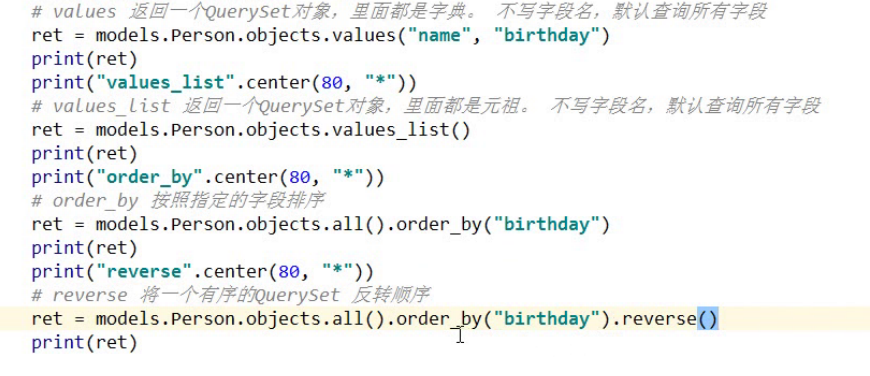 # values 返回一个QuerySet对象，里面都是字典。 不写字段名，默认查询所有字段
ret = models.Person.objects.values("name", "birthday")
print(ret)
print("values_list".center(80, "*"))
# values_list 返回一个QuerySet对象，里面都是元祖。 不写字段名，默认查询所有字段
ret = models.Person.objects.values_list()
print(ret)
print("order_by".center(80, "*"))
# order_by 按照指定的字段排序
ret = models.Person.objects.all().order_by("birthday")
print(ret)
print("reverse".center(80, "*"))
# reverse 将一个有序的QuerySet 反转顺序
ret = models.Person.objects.all().order_by("birthday").reverse()
print(ret)